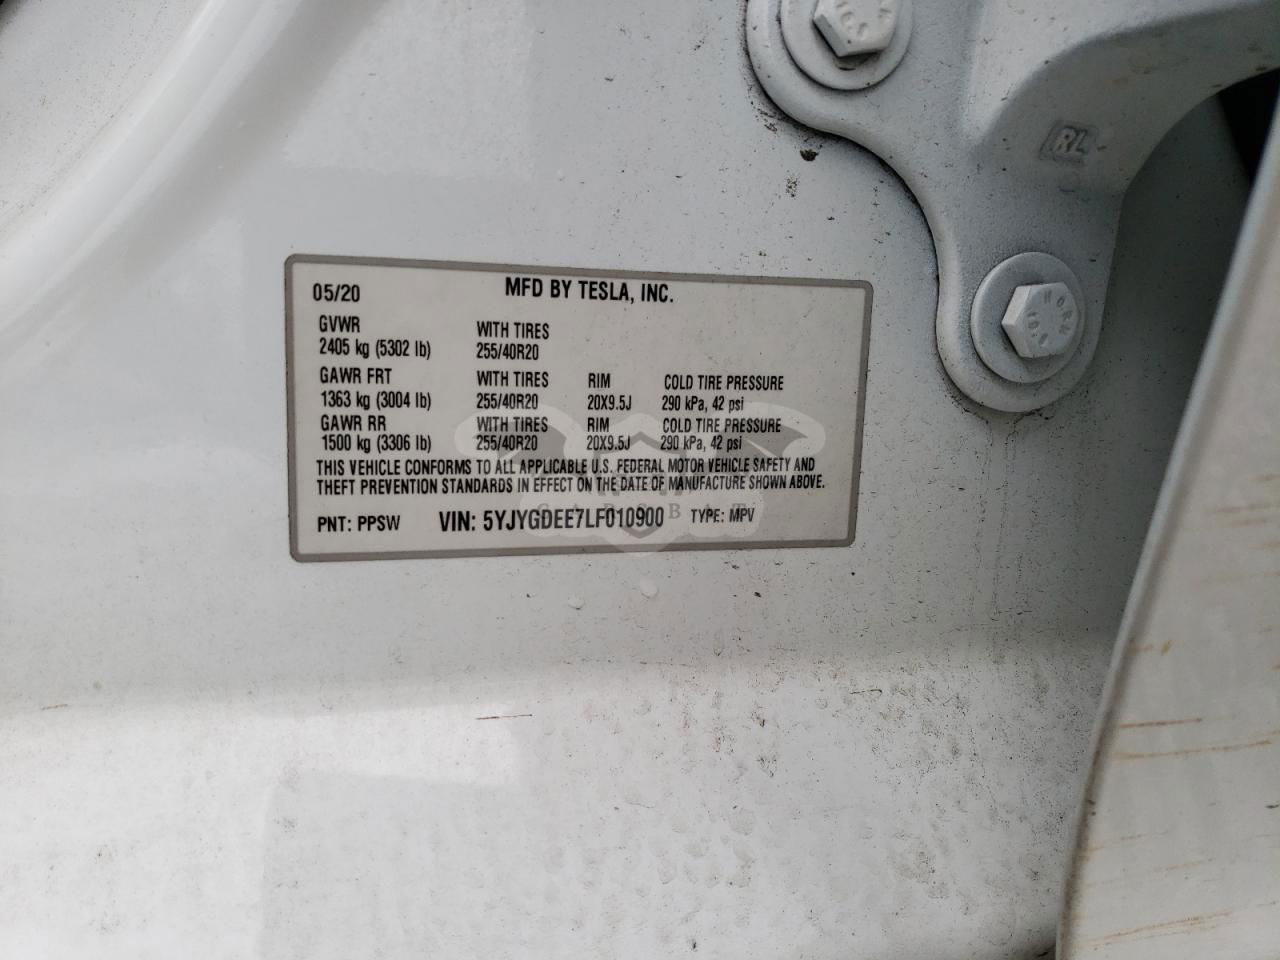 RL
05/20 MFD BY TESLA, INC.
GVWR WITH TIRES
2405 kg (5302 lb) 255/40R20
GAWR FRT WITH TIRES RIM COLD TIRE PRESSURE
1363 kg (3004 lb) 255/40R20 20X9.5J 290 kPa, 42 psi
GAWR RR WITH TIRES RIM COLD TIRE PRESSURE
1500 kg (3306 lb) 255/40R20 20X9.5J 290 kPa, 42 psi
THIS VEHICLE CONFORMS TO ALL APPLICABLE U.S. FEDERAL MOTOR VEHICLE SAFETY AND
THEFT PREVENTION STANDARDS IN EFFECT ON THE DATE OF MANUFACTURE SHOWN ABOVE.
PNT: PPSW VIN: 5YJYGDEE7LF010900 TYPE: MPV